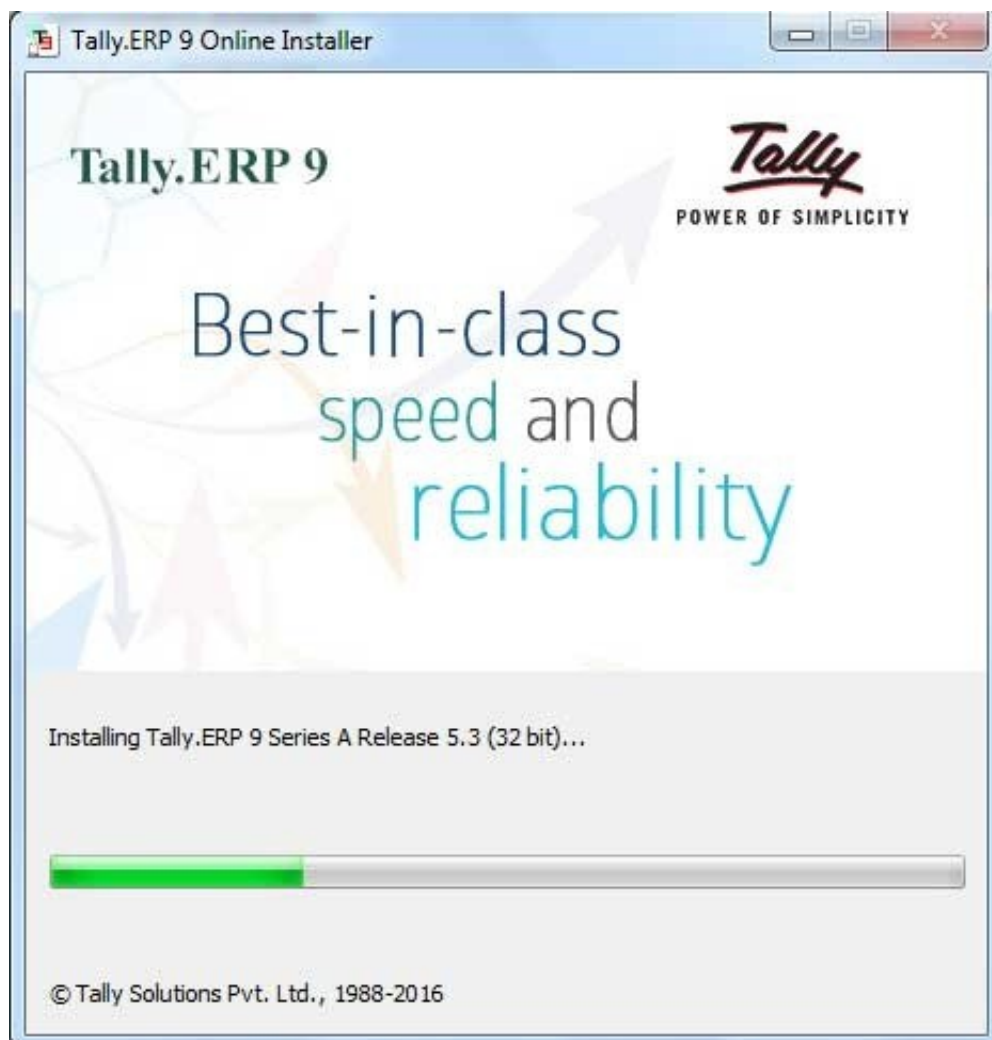 Tally.ERP 9 Online Installer
Tally.ERP 9
Tally
POWER OF SIMPLICITY
Best-in-class
speed and
reliability
Installing Tally.ERP 9 Series A Release 5.3 (32 bit)...
© Tally Solutions Pvt. Ltd., 1988-2016